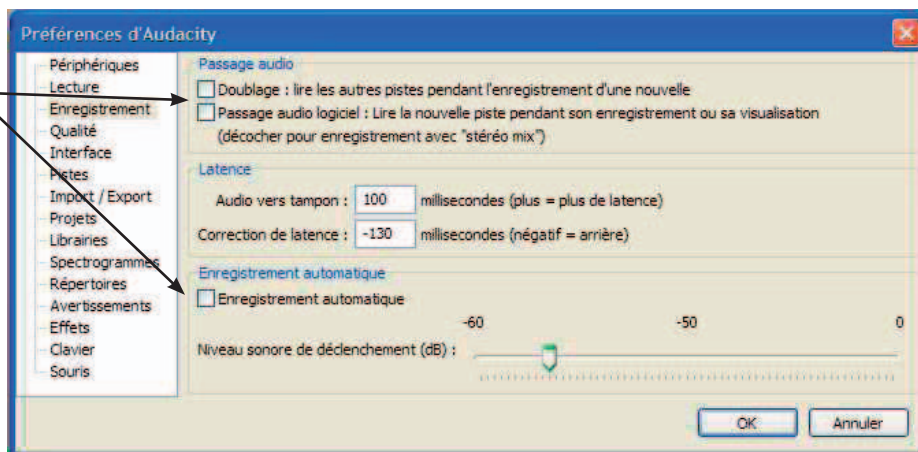 Préférences d'Audacity
Périphériques
Lecture
Enregistrement
Qualité
Interface
Pistes
Import / Export
Projets
Librairies
Spectrogrammes
Répertoires
Avertissements
Effets
Clavier
Souris
Passage audio
Doublage : lire les autres pistes pendant l'enregistrement d'une nouvelle
Passage audio logiciel : Lire la nouvelle piste pendant son enregistrement ou sa visualisation
(décocher pour enregistrement avec "stéréo mix")
Latence
Audio vers tampon : 100 millisecondes (plus = plus de latence)
Correction de latence : -130 millisecondes (négatif = arrière)
Enregistrement automatique
Enregistrement automatique
-60 -50 0
Niveau sonore de déclenchement (dB) :
OK Annuler